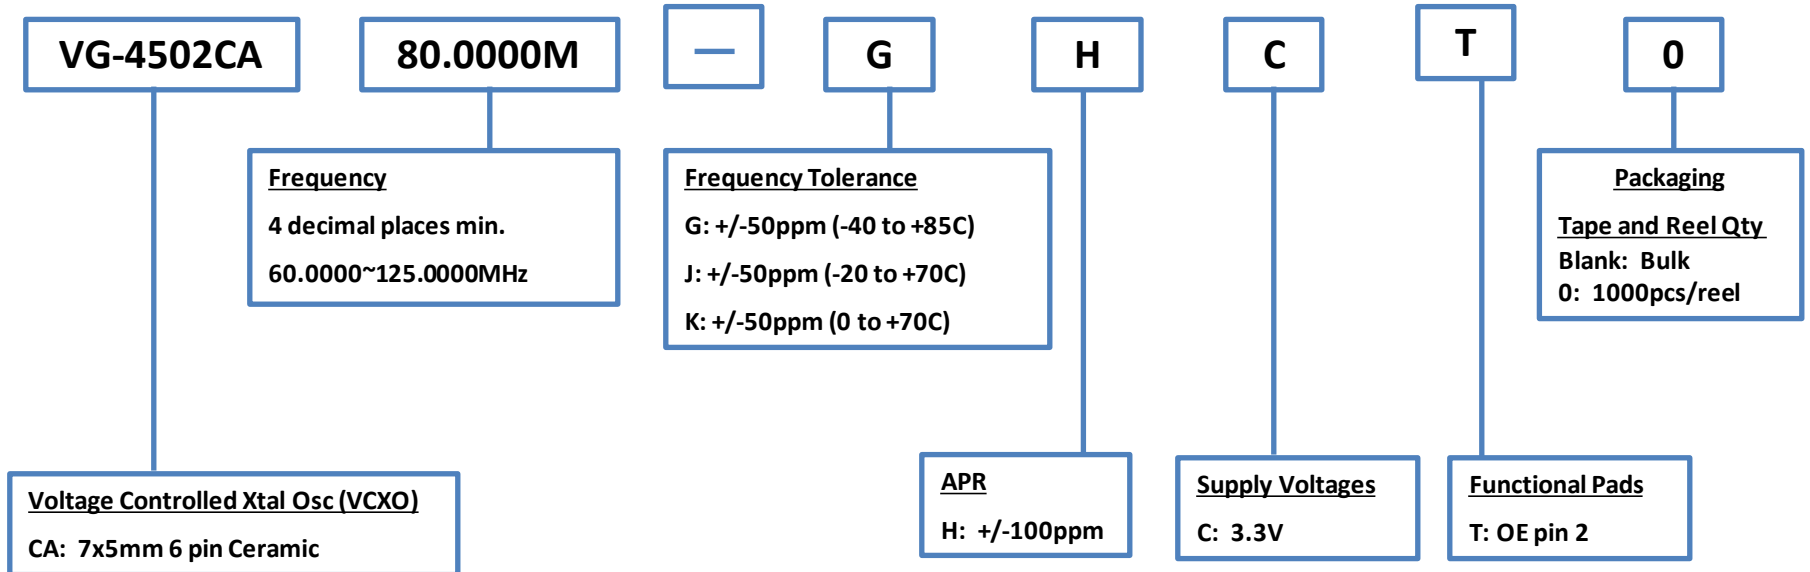 VG-4502CA 80.0000M — G H C T 0
Frequency
4 decimal places min.
60.0000~125.0000MHz
Frequency Tolerance
G: +/-50ppm (-40 to +85C)
J: +/-50ppm (-20 to +70C)
K: +/-50ppm (0 to +70C)
Packaging
Tape and Reel Qty
Blank: Bulk
0: 1000pcs/reel
Voltage Controlled Xtal Osc (VCXO)
CA: 7x5mm 6 pin Ceramic
APR
H: +/-100ppm
Supply Voltages
C: 3.3V
Functional Pads
T: OE pin 2